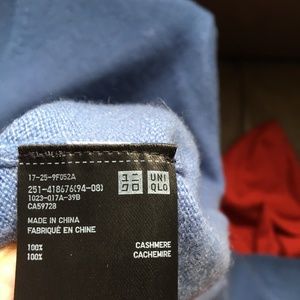 17-25-9F052A
251-418676(94-08)
1023-017A-39B
CA59728
ユニ
クロ
UNI
QLO
MADE IN CHINA
FABRIQUÉ EN CHINE
100% CASHMERE
100% CACHEMIRE